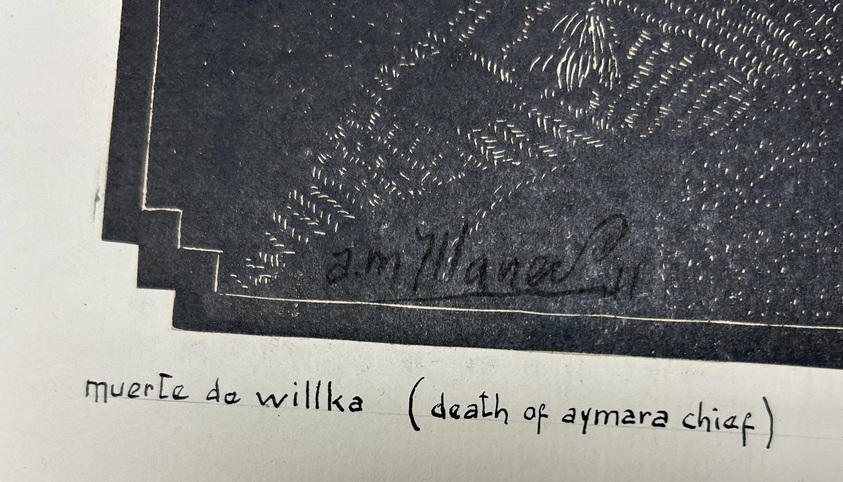 a.m
muerte de willka (death of aymara chief)